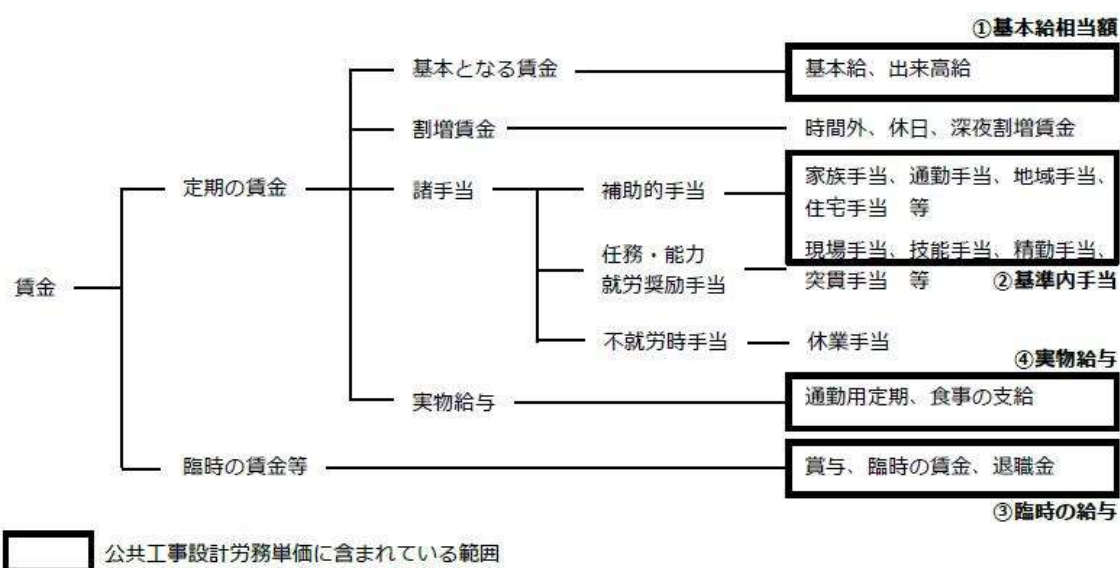 ①基本給相当額
基本となる賃金
基本給、出来高給
割増賃金
時間外、休日、深夜割増賃金
定期の賃金
諸手当
補助的手当
家族手当、通勤手当、地域手当、
住宅手当 等
任務・能力
就労奨励手当
現場手当、技能手当、精勤手当、
突貫手当 等
②基準内手当
賃金
不就労時手当
休業手当
④実物給与
実物給与
通勤用定期、食事の支給
臨時の賃金等
賞与、臨時の賃金、退職金
③臨時の給与
公共工事設計労務単価に含まれている範囲